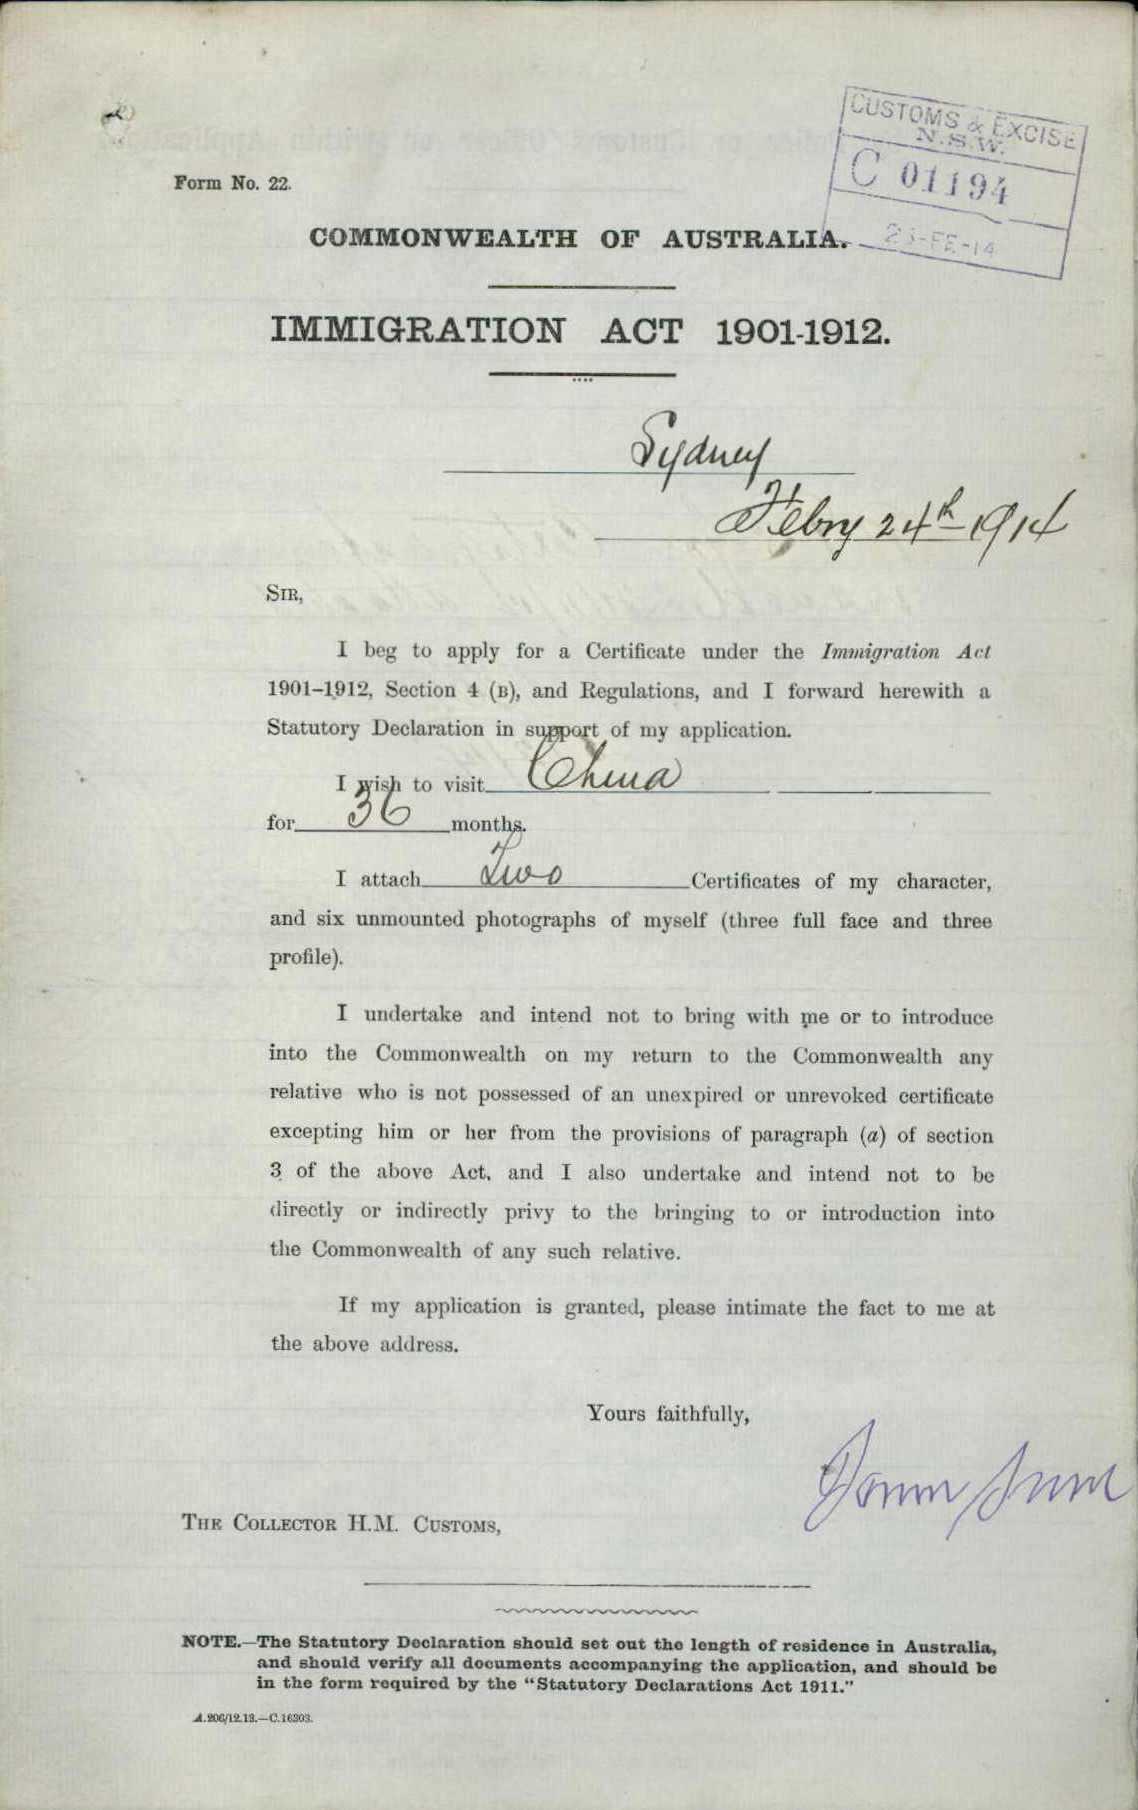 CUSTOMS & EXCISE
N.S.W.
C 01194
-FE-14
Form No. 22.
COMMONWEALTH OF AUSTRALIA.
IMMIGRATION ACT 1901-1912.
Sydney
Febry 24th 1914
SIR,
I beg to apply for a Certificate under the Immigration Act
1901–1912, Section 4 (B), and Regulations, and I forward herewith a
Statutory Declaration in support of my application.
I wish to visit China
for 36 months.
I attach Two Certificates of my character,
and six unmounted photographs of myself (three full face and three
profile).
I undertake and intend not to bring with me or to introduce
into the Commonwealth on my return to the Commonwealth any
relative who is not possessed of an unexpired or unrevoked certificate
excepting him or her from the provisions of paragraph (a) of section
3 of the above Act, and I also undertake and intend not to be
directly or indirectly privy to the bringing to or introduction into
the Commonwealth of any such relative.
If my application is granted, please intimate the fact to me at
the above address.
Yours faithfully,
THE COLLECTOR H.M. CUSTOMS,
NOTE.—The Statutory Declaration should set out the length of residence in Australia,
and should verify all documents accompanying the application, and should be
in the form required by the "Statutory Declarations Act 1911."
A.206/12.13.—C.16303.